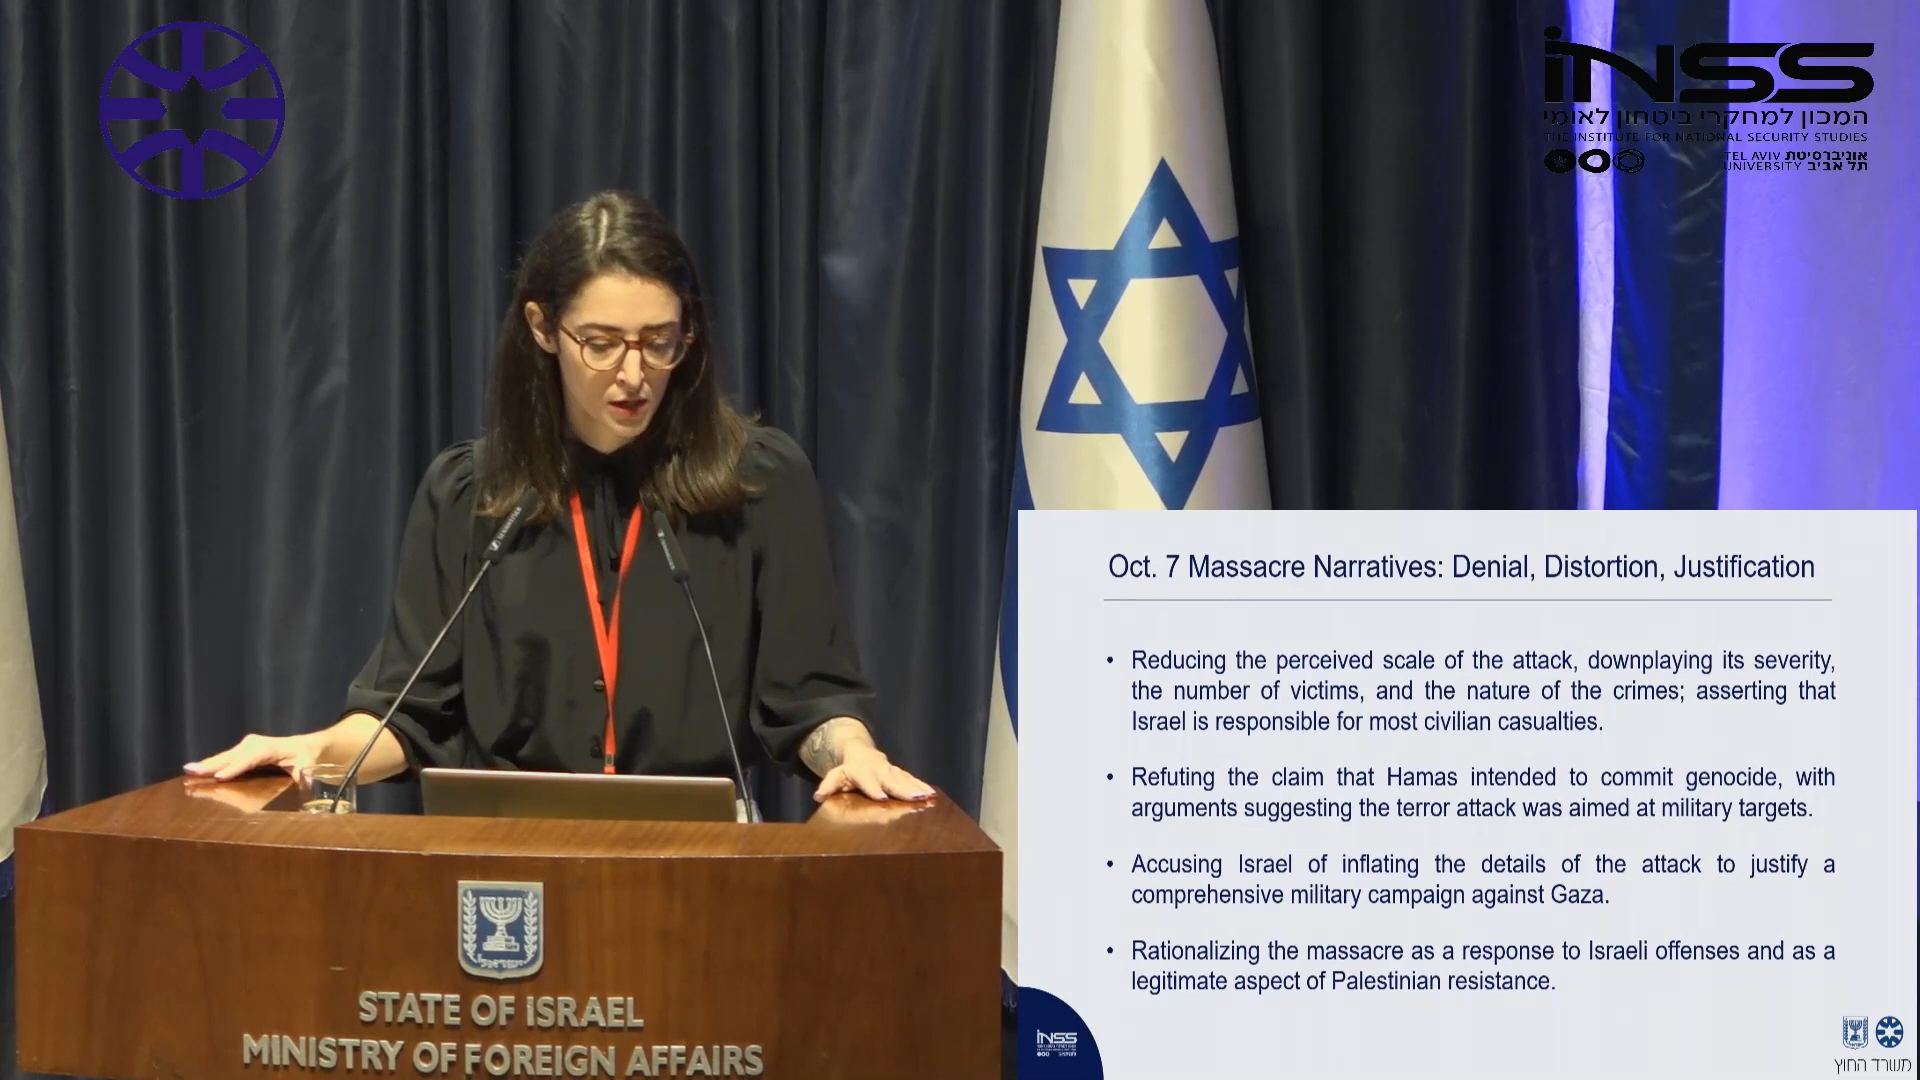 iNSS
המכון למחקרי ביטחון לאומי
THE INSTITUTE FOR NATIONAL SECURITY STUDIES
TEL AVIV אוניברסיטת
UNIVERSITY תל אביב
SENNHEISER
Oct. 7 Massacre Narratives: Denial, Distortion, Justification
• Reducing the perceived scale of the attack, downplaying its severity,
the number of victims, and the nature of the crimes; asserting that
Israel is responsible for most civilian casualties.
• Refuting the claim that Hamas intended to commit genocide, with
arguments suggesting the terror attack was aimed at military targets.
• Accusing Israel of inflating the details of the attack to justify a
comprehensive military campaign against Gaza.
• Rationalizing the massacre as a response to Israeli offenses and as a
legitimate aspect of Palestinian resistance.
iNSS
משרד החוץ
ישראל
STATE OF iSRAEL
MINISTRY OF FOREIGN AFFAIRS